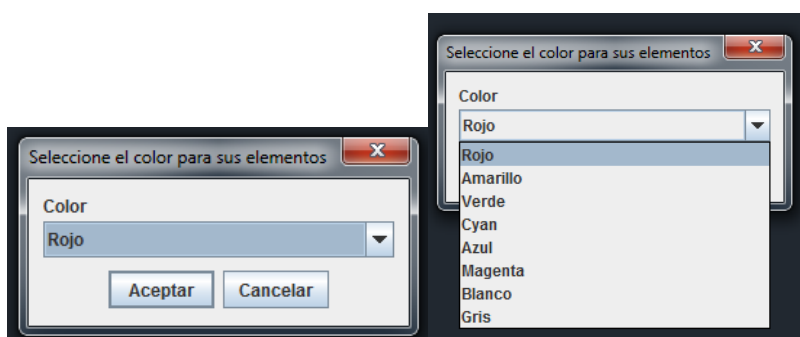 Seleccione el color para sus elementos
Color
Rojo
Aceptar
Cancelar
Seleccione el color para sus elementos
Color
Rojo
Rojo
Amarillo
Verde
Cyan
Azul
Magenta
Blanco
Gris